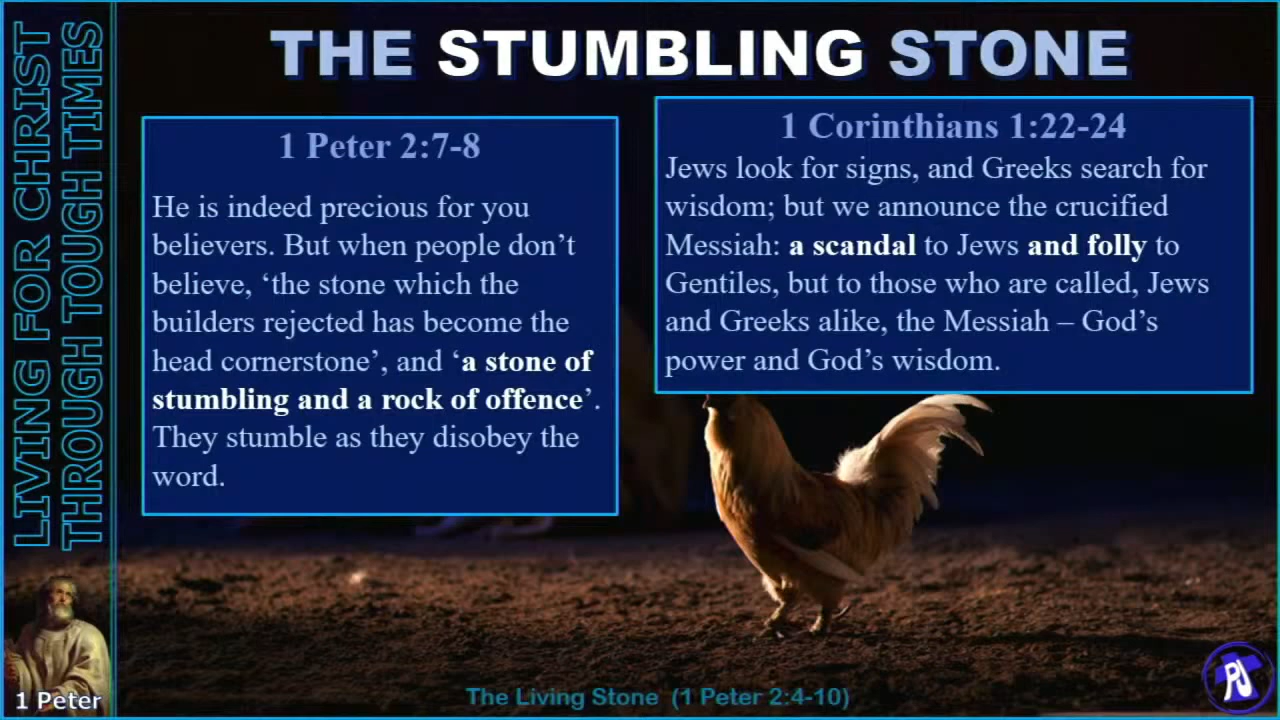 THE STUMBLING STONE
LIVING FOR CHRIST
THROUGH TOUGH TIMES
1 Peter 2:7-8
He is indeed precious for you
believers. But when people don’t
believe, ‘the stone which the
builders rejected has become the
head cornerstone’, and ‘a stone of
stumbling and a rock of offence’.
They stumble as they disobey the
word.
1 Corinthians 1:22-24
Jews look for signs, and Greeks search for
wisdom; but we announce the crucified
Messiah: a scandal to Jews and folly to
Gentiles, but to those who are called, Jews
and Greeks alike, the Messiah – God’s
power and God’s wisdom.
1 Peter
The Living Stone (1 Peter 2:4-10)